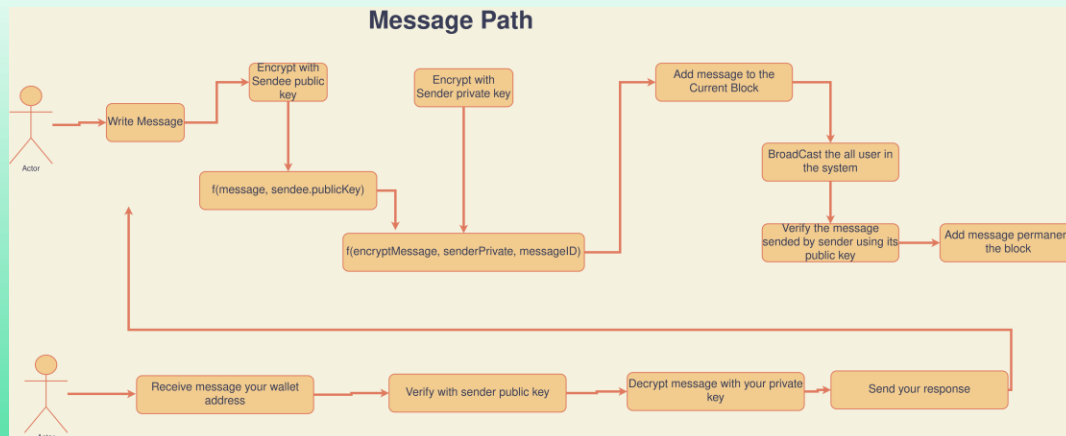 Message Path
Encrypt with
Sendee public
key
Encrypt with
Sender private key
Add message to the
Current Block
Write Message
Actor
BroadCast the all user in
the system
f(message, sendee.publicKey)
Verify the message
sended by sender using its
public key
Add message
the block
f(encryptMessage, senderPrivate, messageID)
Receive message your wallet
address
Verify with sender public key
Decrypt message with your private
key
Send your response
Actor